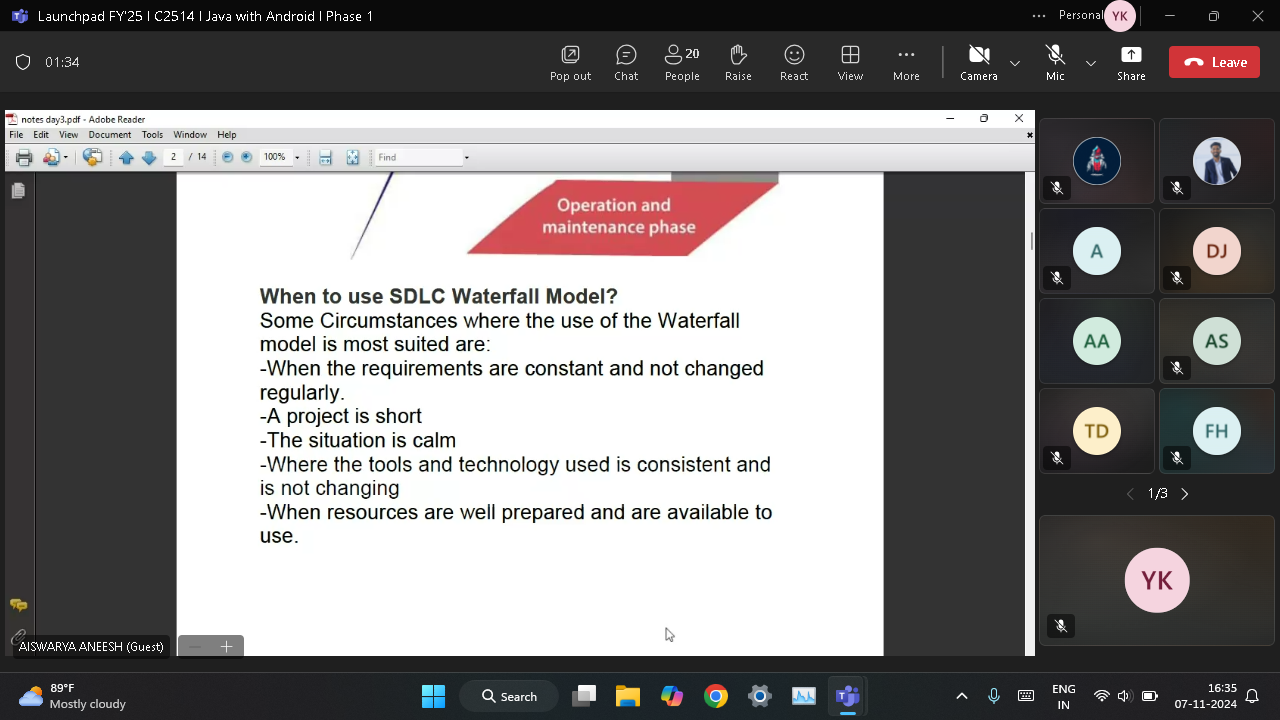 Launchpad FY'25 | C2514 | Java with Android | Phase 1
Personal
YK
01:34
Pop out
Chat
20
People
Raise
React
View
More
Camera
Mic
Share
Leave
notes day3.pdf - Adobe Reader
File Edit View Document Tools Window Help
2 / 14
100%
Find
Operation and
maintenance phase
When to use SDLC Waterfall Model?
Some Circumstances where the use of the Waterfall
model is most suited are:
-When the requirements are constant and not changed
regularly.
-A project is short
-The situation is calm
-Where the tools and technology used is consistent and
is not changing
-When resources are well prepared and are available to
use.
AISWARYA ANEESH (Guest)
A
DJ
AA
AS
TD
FH
1/3
YK
89°F
Mostly cloudy
Search
ENG
IN
16:35
07-11-2024